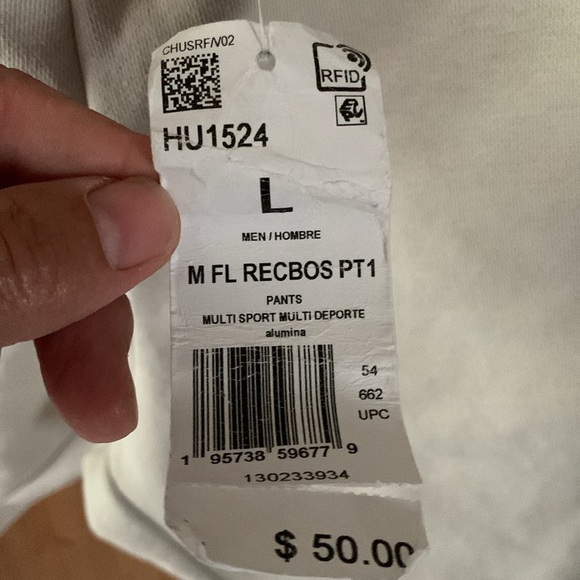 CHUSRF/V02
RFID
HU1524
L
MEN / HOMBRE
M FL RECBOS PT1
PANTS
MULTI SPORT MULTI DEPORTE
alumina
54
662
UPC
1 95738 59677 9
130233934
$ 50.00